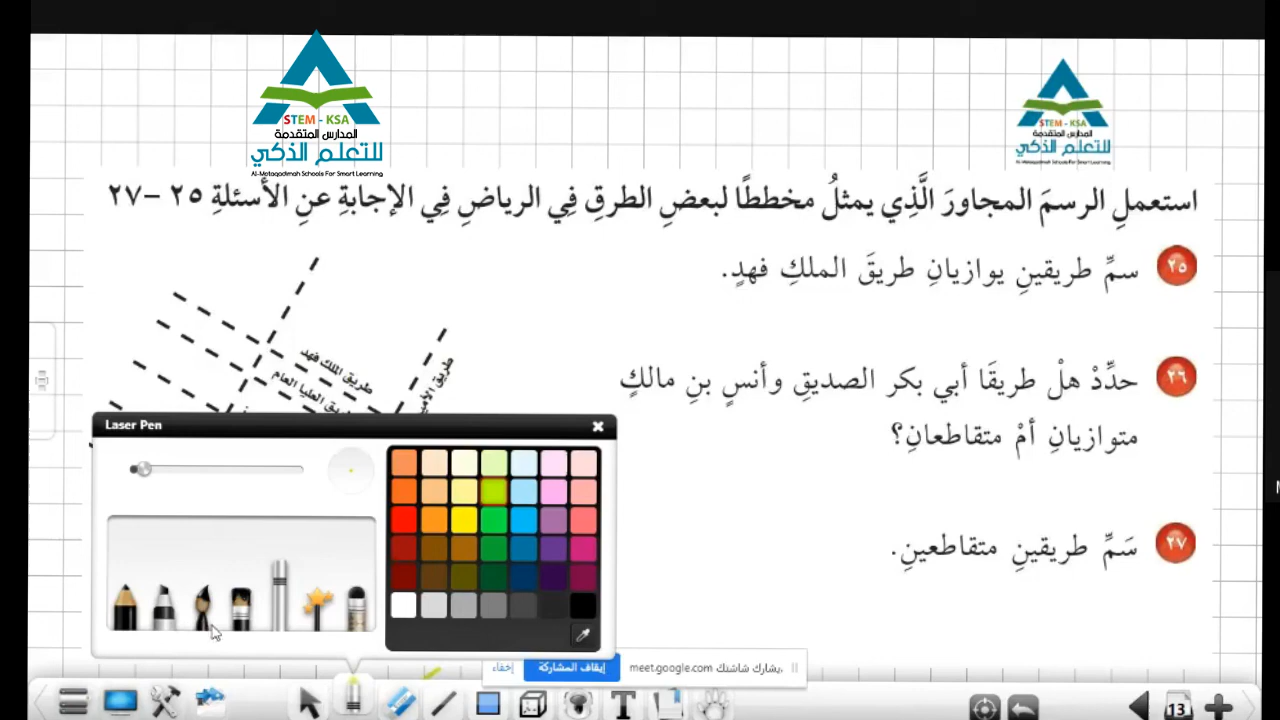 STEM - KSA
المدارس المتقدمة
للتعلم الذكي
Al-Motaqadimah Schools For Smart Learning
STEM - KSA
المدارس المتقدمة
للتعلم الذكي
استعملِ الرسمَ المجاورَ الَّذِي يمثلُ مخططًا لبعضِ الطرقِ فِي الرياضِ فِي الإجابةِ عنِ الأسئلةِ ٢٥ –٢٧
٢٥ سمِّ طريقينِ يوازيانِ طريقَ الملكِ فهدٍ.
٢٦ حدِّدْ هلْ طريقَا أبي بكر الصديقِ وأنسٍ بنِ مالكٍ
متوازيانِ أمْ متقاطعانِ؟
٢٧ سَمِّ طريقينِ متقاطعينِ.
طريق الملك فهد
العليا العام
طريق
Laser Pen
يشارك شاشتك meet.google.com
إيقاف المشاركة
إخفاء
T
13